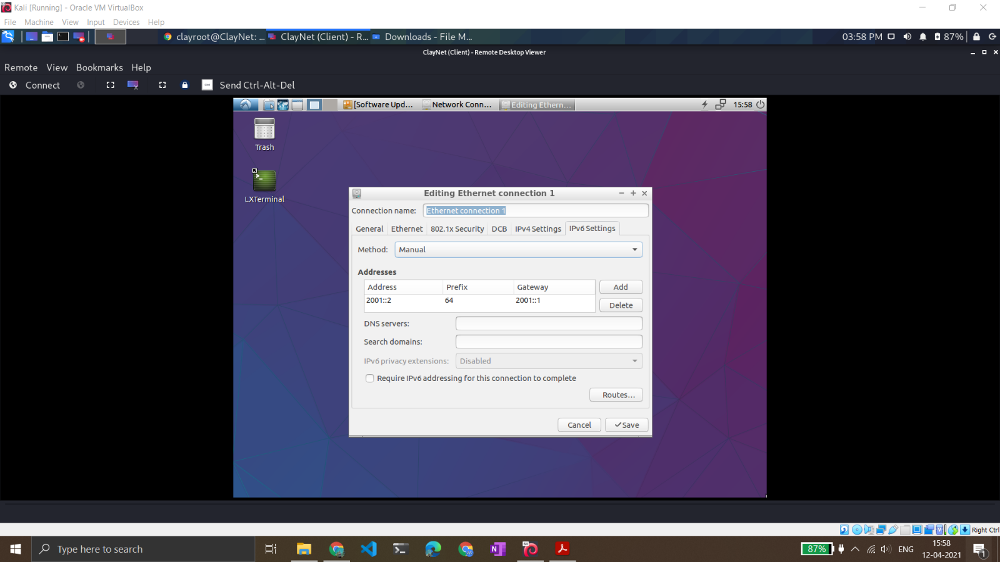 Kali [Running] - Oracle VM VirtualBox
File Machine View Input Devices Help
clayroot@ClayNet: ... ClayNet (Client) - R... Downloads - File M... 03:58 PM 87%
ClayNet (Client) - Remote Desktop Viewer
Remote View Bookmarks Help
Connect Send Ctrl-Alt-Del
[Software Upd... Network Conn... Editing Ethern... 15:58
Trash
LXTerminal
Editing Ethernet connection 1
Connection name: Ethernet connection 1
General Ethernet 802.1x Security DCB IPv4 Settings IPv6 Settings
Method: Manual
Addresses
Address Prefix Gateway Add
2001::2 64 2001::1
Delete
DNS servers:
Search domains:
IPv6 privacy extensions: Disabled
Require IPv6 addressing for this connection to complete
Routes...
Cancel Save
Right Ctrl
Type here to search
87% ENG 15:58
12-04-2021
1